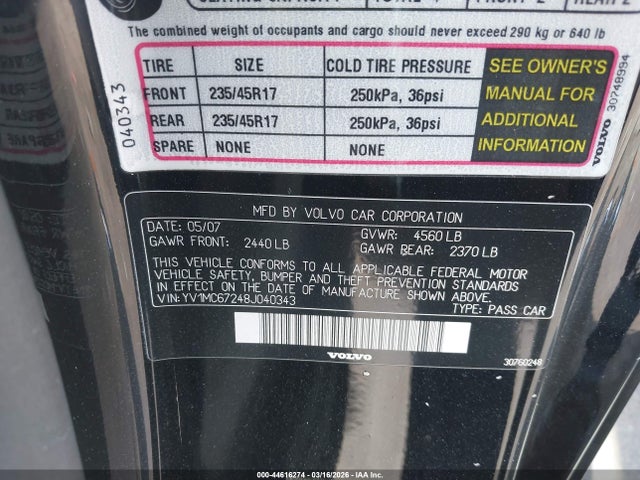 The combined weight of occupants and cargo should never exceed 290 kg or 640 lb
TIRE SIZE COLD TIRE PRESSURE
FRONT 235/45R17 250kPa, 36psi
REAR 235/45R17 250kPa, 36psi
SPARE NONE NONE
SEE OWNER'S
MANUAL FOR
ADDITIONAL
INFORMATION
040343
VOLVO 30748994
MFD BY VOLVO CAR CORPORATION
DATE: 05/07 GVWR: 4560 LB
GAWR FRONT: 2440 LB GAWR REAR: 2370 LB
THIS VEHICLE CONFORMS TO ALL APPLICABLE FEDERAL MOTOR
VEHICLE SAFETY, BUMPER AND THEFT PREVENTION STANDARDS
IN EFFECT ON THE DATE OF MANUFACTURE SHOWN ABOVE.
VIN: YV1MC67248J040343 TYPE: PASS CAR
VOLVO 30760248
000-44616274 - 03/16/2026 - IAA Inc.